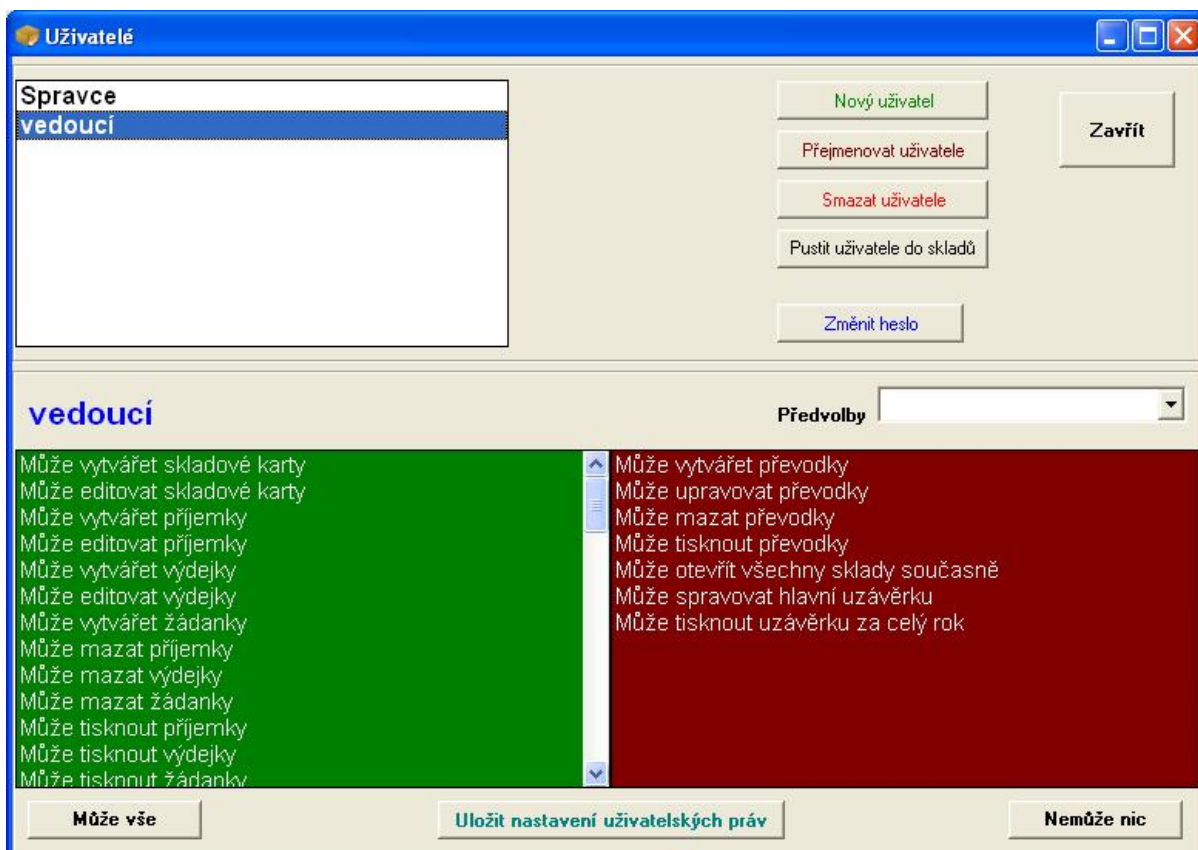 Uživatelé
Spravce
vedoucí
Nový uživatel
Přejmenovat uživatele
Smazat uživatele
Pustit uživatele do skladů
Změnit heslo
Zavřít
vedoucí
Předvolby
Může vytvářet skladové karty
Může editovat skladové karty
Může vytvářet příjemky
Může editovat příjemky
Může vytvářet výdejky
Může editovat výdejky
Může vytvářet žádanky
Může mazat příjemky
Může mazat výdejky
Může mazat žádanky
Může tisknout příjemky
Může tisknout výdejky
Může tisknout žádanky
Může vytvářet převodky
Může upravovat převodky
Může mazat převodky
Může tisknout převodky
Může otevřít všechny sklady současně
Může spravovat hlavní uzávěrku
Může tisknout uzávěrku za celý rok
Může vše
Uložit nastavení uživatelských práv
Nemůže nic